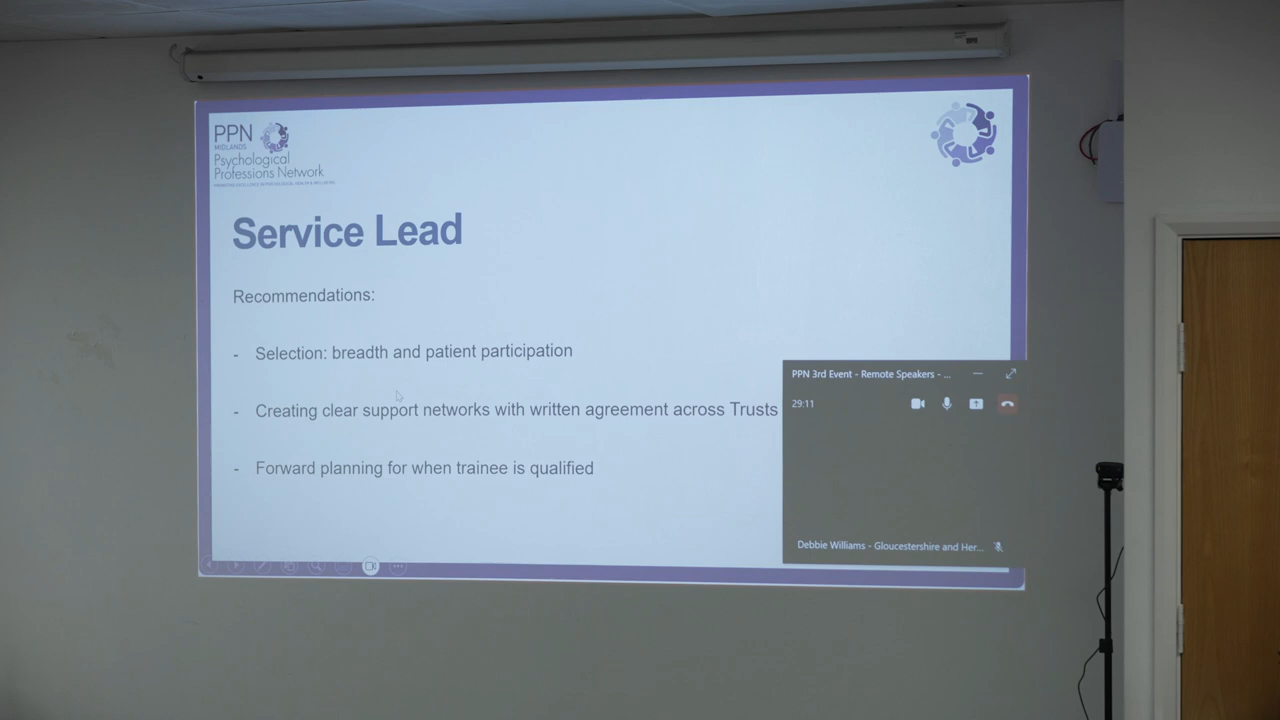 PPN
MIDLANDS
Psychological
Professions Network
Service Lead
Recommendations:
- Selection: breadth and patient participation
- Creating clear support networks with written agreement across Trusts
- Forward planning for when trainee is qualified
PPN 3rd Event - Remote Speakers - ...
29:11
Debbie Williams - Gloucestershire and Her...